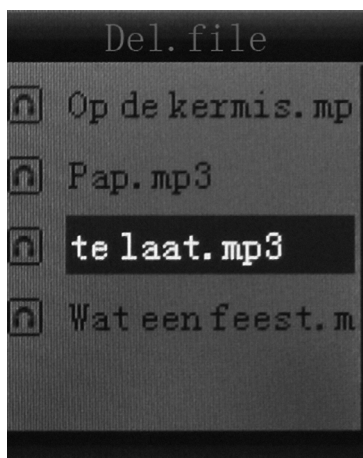 Del. file
Op de kermis. mp
Pap. mp3
te laat. mp3
Wat een feest. m